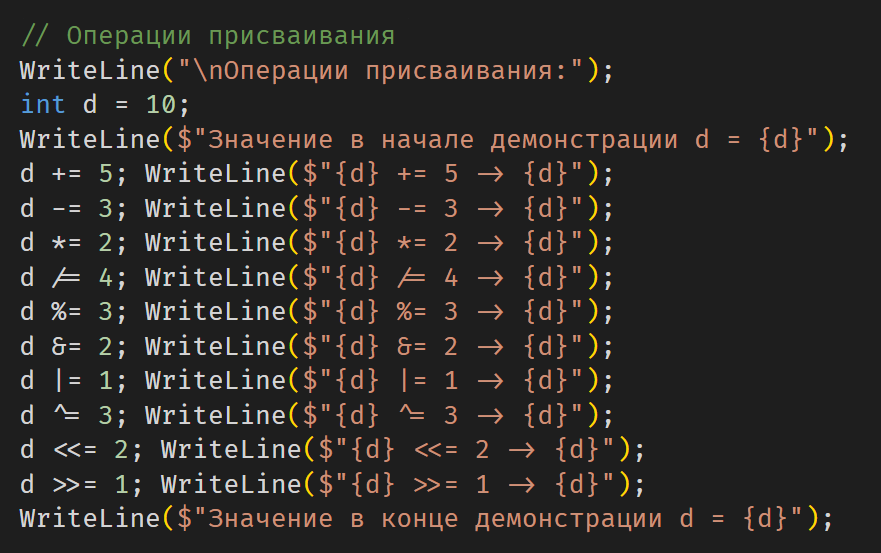 // Операции присваивания
WriteLine("\nОперации присваивания:");
int d = 10;
WriteLine($"Значение в начале демонстрации d = {d}");
d += 5; WriteLine($"{d} += 5 -> {d}");
d -= 3; WriteLine($"{d} -= 3 -> {d}");
d *= 2; WriteLine($"{d} *= 2 -> {d}");
d /= 4; WriteLine($"{d} /= 4 -> {d}");
d %= 3; WriteLine($"{d} %= 3 -> {d}");
d &= 2; WriteLine($"{d} &= 2 -> {d}");
d |= 1; WriteLine($"{d} |= 1 -> {d}");
d ^= 3; WriteLine($"{d} ^= 3 -> {d}");
d <<= 2; WriteLine($"{d} <<= 2 -> {d}");
d >>= 1; WriteLine($"{d} >>= 1 -> {d}");
WriteLine($"Значение в конце демонстрации d = {d}");